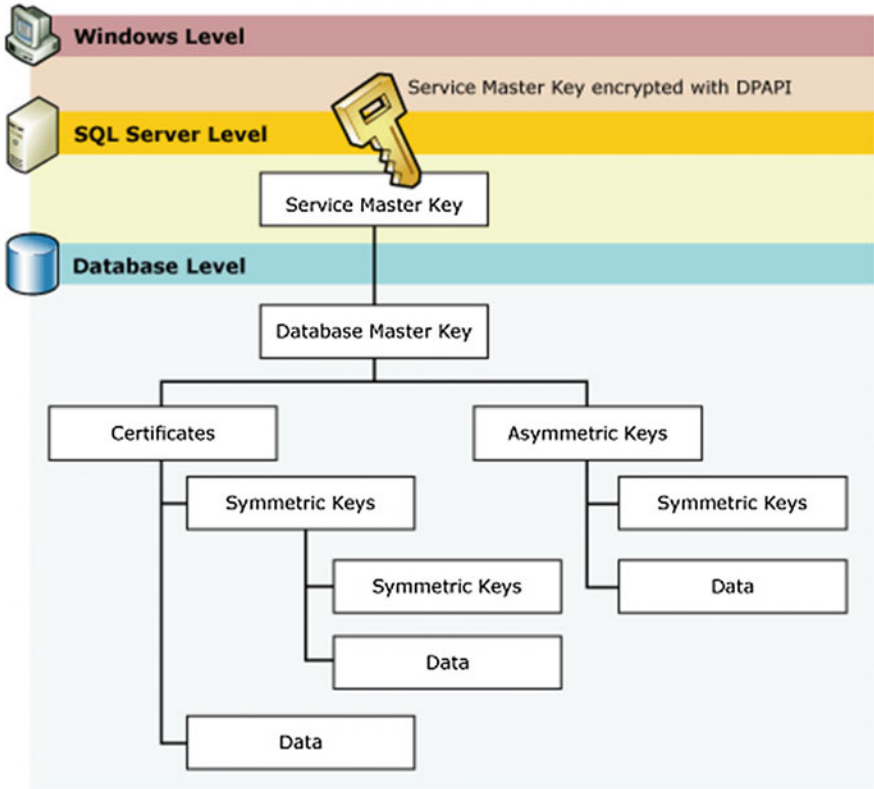 Windows Level
Service Master Key encrypted with DPAPI
SQL Server Level
Service Master Key
Database Level
Database Master Key
Certificates
Asymmetric Keys
Symmetric Keys
Symmetric Keys
Symmetric Keys
Data
Data
Data